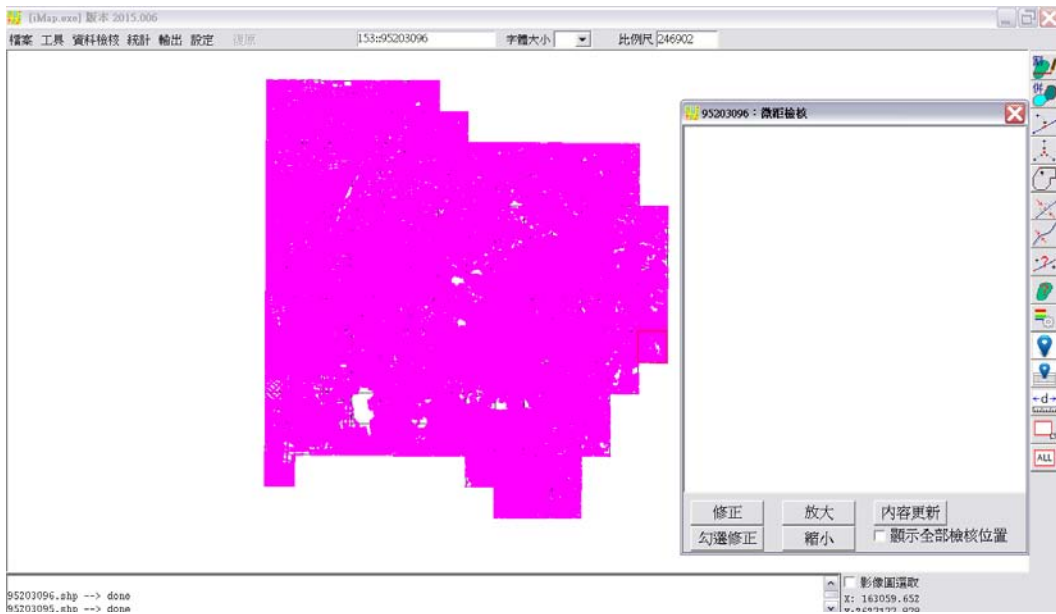 [iMap.exe] 版本 2015.006
檔案 工具 資料檢核 統計 輸出 設定 復原 153::95203096 字體大小 比例尺 246902
95203096：微距檢核
修正 放大 內容更新
勾選修正 縮小 顯示全部檢核位置
d
ALL
95203096.shp --> done
95203095.shp --> done
影像圖選取
X: 163059.652